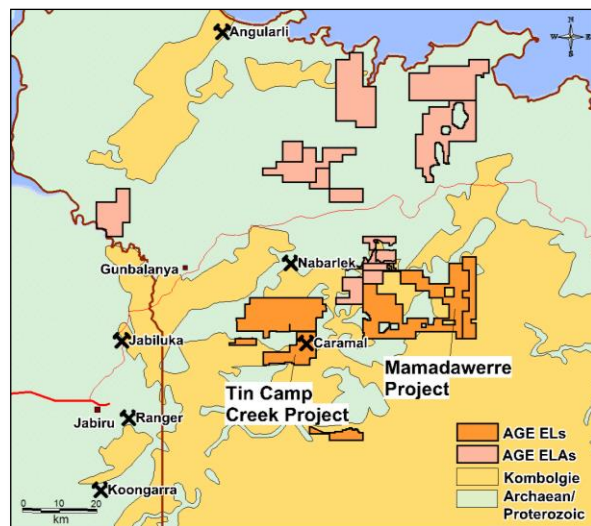 Angularli
N
W
E
S
Gunbalanya
Nabarlek
Jabiluka
Caramal
Tin Camp
Creek Project
Mamadawerre
Project
Jabiru
Ranger
Koongarra
0
10
20
km
AGE ELs
AGE ELAs
Kombolgie
Archaean/
Proterozoic